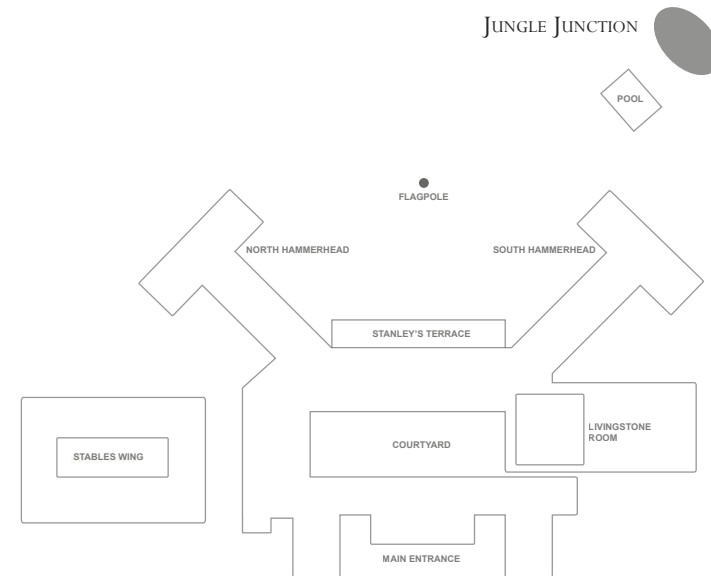 JUNGLE JUNCTION
POOL
FLAGPOLE
NORTH HAMMERHEAD
SOUTH HAMMERHEAD
STANLEY'S TERRACE
LIVINGSTONE
ROOM
COURTYARD
STABLES WING
MAIN ENTRANCE